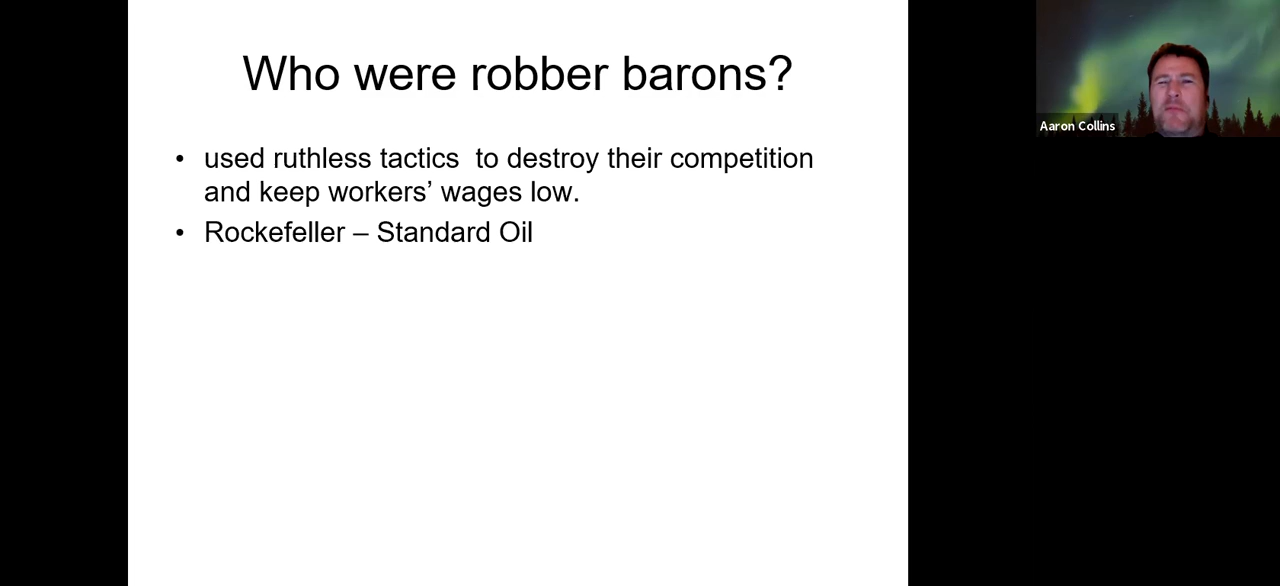 Who were robber barons?
• used ruthless tactics  to destroy their competition
and keep workers’ wages low.
• Rockefeller – Standard Oil
Aaron Collins